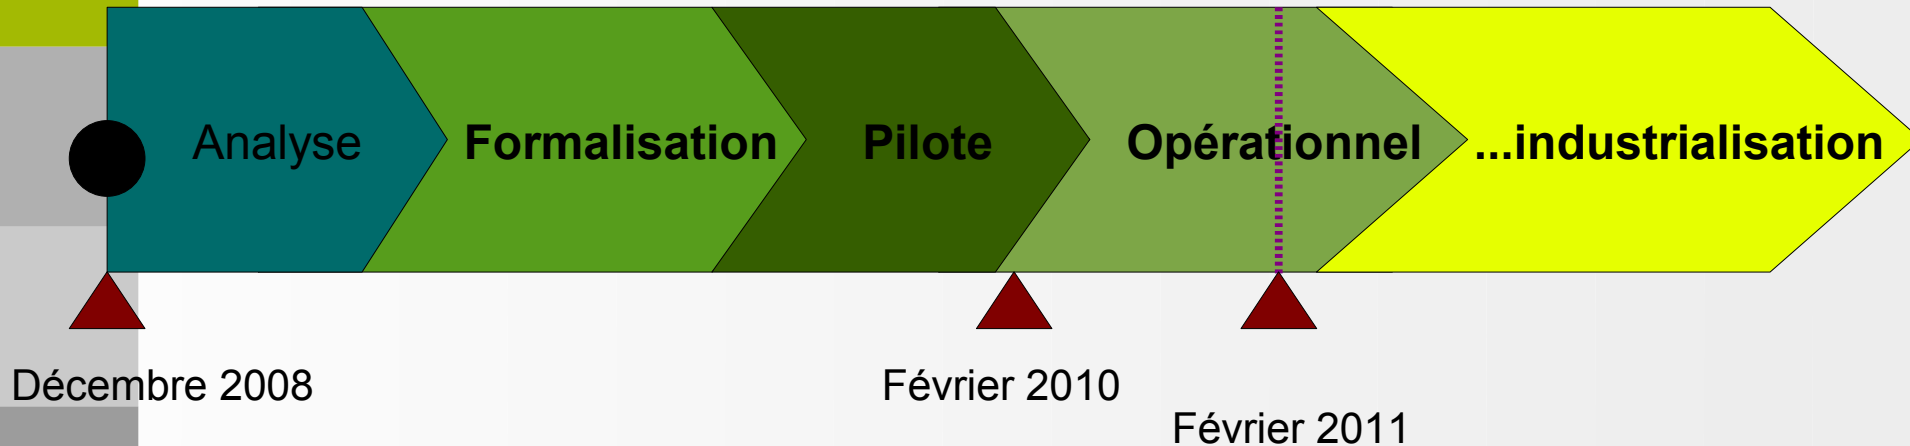 Analyse
Formalisation
Pilote
Opérationnel
...industrialisation
Décembre 2008
Février 2010
Février 2011